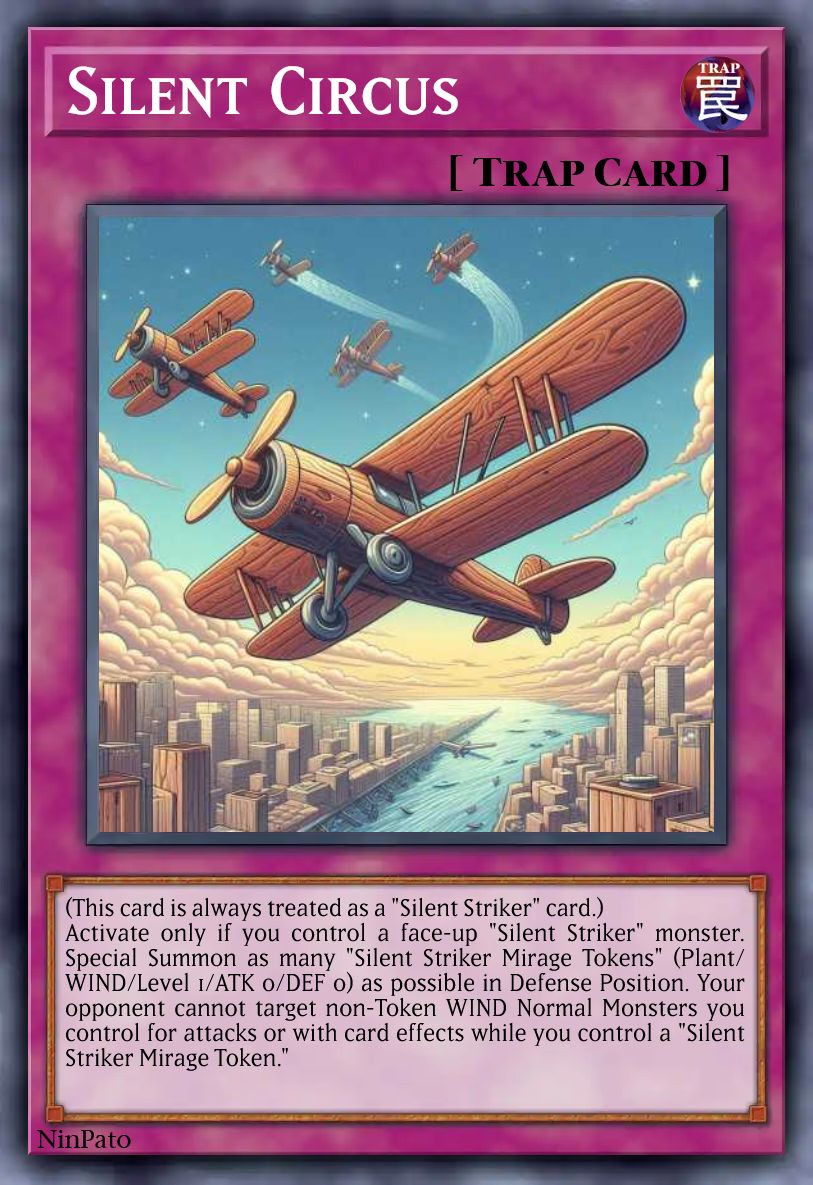 Silent Circus
TRAP
罠
[ Trap Card ]
(This card is always treated as a "Silent Striker" card.)
Activate only if you control a face-up "Silent Striker" monster.
Special Summon as many "Silent Striker Mirage Tokens" (Plant/
WIND/Level 1/ATK 0/DEF 0) as possible in Defense Position. Your
opponent cannot target non-Token WIND Normal Monsters you
control for attacks or with card effects while you control a "Silent
Striker Mirage Token."
NinPato